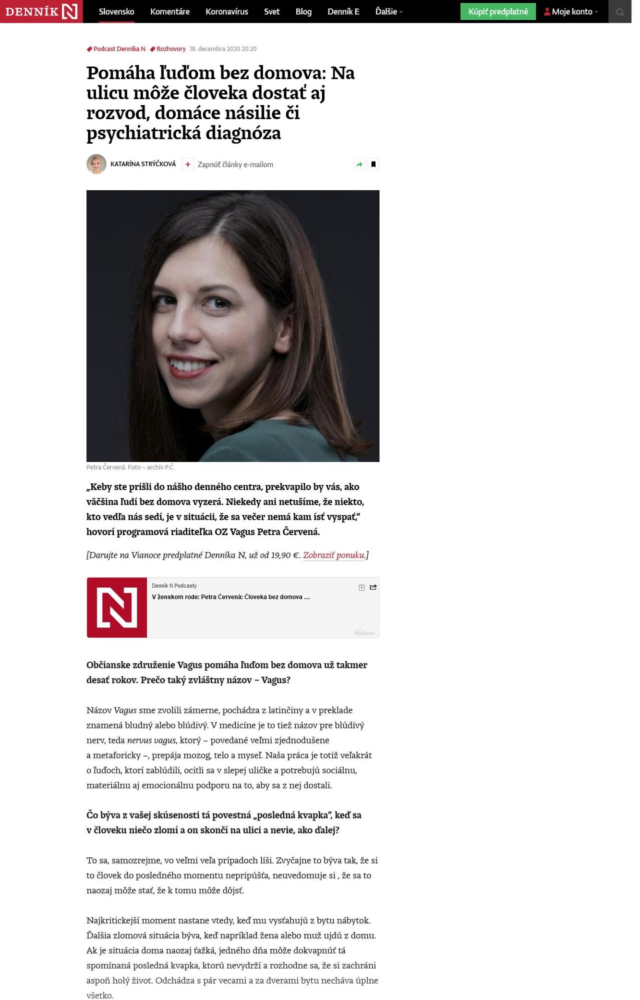 DENNÍK N
Slovensko
Komentáre
Koronavírus
Svet
Blog
Denník E
Ďalšie
Kúpiť predplatné
Moje konto
Podcast Denníka N Rozhovory 18. decembra 2020 20:20
Pomáha ľuďom bez domova: Na
ulicu môže človeka dostať aj
rozvod, domáce násilie či
psychiatrická diagnóza
KATARÍNA STRÝČKOVÁ
+ Zapnúť články e-mailom
Petra Červená. Foto – archív P.Č.
„Keby ste prišli do nášho denného centra, prekvapilo by vás, ako
väčšina ľudí bez domova vyzerá. Niekedy ani netušíme, že niekto,
kto vedľa nás sedí, je v situácii, že sa večer nemá kam ísť vyspať,“
hovorí programová riaditeľka OZ Vagus Petra Červená.
[Darujte na Vianoce predplatné Denníka N, už od 19,90 €. Zobraziť ponuku.]
N
Denník N Podcasty
V ženskom rode: Petra Červená: Človeka bez domova ...
PodBean
Občianske združenie Vagus pomáha ľuďom bez domova už takmer
desať rokov. Prečo taký zvláštny názov – Vagus?
Názov Vagus sme zvolili zámerne, pochádza z latinčiny a v preklade
znamená bludný alebo blúdivý. V medicíne je to tiež názov pre blúdivý
nerv, teda nervus vagus, ktorý – povedané veľmi zjednodušene
a metaforicky –, prepája mozog, telo a myseľ. Naša práca je totiž veľakrát
o ľuďoch, ktorí zablúdili, ocitli sa v slepej uličke a potrebujú sociálnu,
materiálnu aj emocionálnu podporu na to, aby sa z nej dostali.
Čo býva z vašej skúsenosti tá povestná „posledná kvapka“, keď sa
v človeku niečo zlomí a on skončí na ulici a nevie, ako ďalej?
To sa, samozrejme, vo veľmi veľa prípadoch líši. Zvyčajne to býva tak, že si
to človek do posledného momentu nepripúšťa, neuvedomuje si , že sa to
naozaj môže stať, že k tomu môže dôjsť.
Najkritickejší moment nastane vtedy, keď mu vysťahujú z bytu nábytok.
Ďalšia zlomová situácia býva, keď napríklad žena alebo muž ujdú z domu.
Ak je situácia doma naozaj ťažká, jedného dňa môže dokvapnúť tá
spomínaná posledná kvapka, ktorú nevydrží a rozhodne sa, že si zachráni
aspoň holý život. Odchádza s pár vecami a za dverami bytu necháva úplne
všetko.